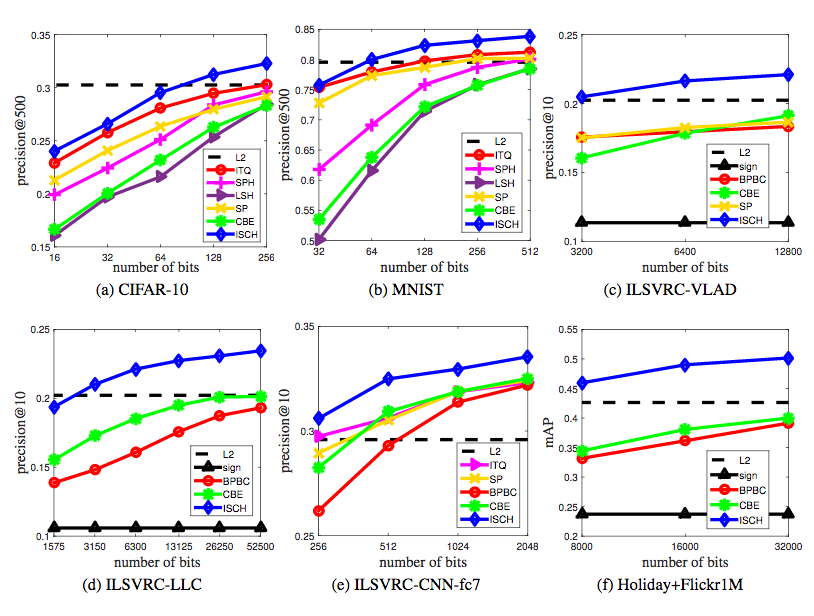 0.35
0.3
0.25
0.2
0.15
precision@500
16 32 64 128 256
number of bits
L2
ITQ
SPH
LSH
SP
CBE
ISCH
(a) CIFAR-10
0.85
0.8
0.75
0.7
0.65
0.6
0.55
0.5
precision@500
32 64 128 256 512
number of bits
L2
ITQ
SPH
LSH
SP
CBE
ISCH
(b) MNIST
0.25
0.2
0.15
0.1
precision@10
3200 6400 12800
number of bits
L2
sign
BPBC
CBE
SP
ISCH
(c) ILSVRC-VLAD
0.25
0.2
0.15
0.1
precision@10
1575 3150 6300 13125 26250 52500
number of bits
L2
sign
BPBC
CBE
ISCH
(d) ILSVRC-LLC
0.35
0.3
0.25
precision@10
256 512 1024 2048
number of bits
L2
ITQ
SP
BPBC
CBE
ISCH
(e) ILSVRC-CNN-fc7
0.55
0.5
0.45
0.4
0.35
0.3
0.25
0.2
mAP
8000 16000 32000
number of bits
L2
sign
BPBC
CBE
ISCH
(f) Holiday+Flickr1M